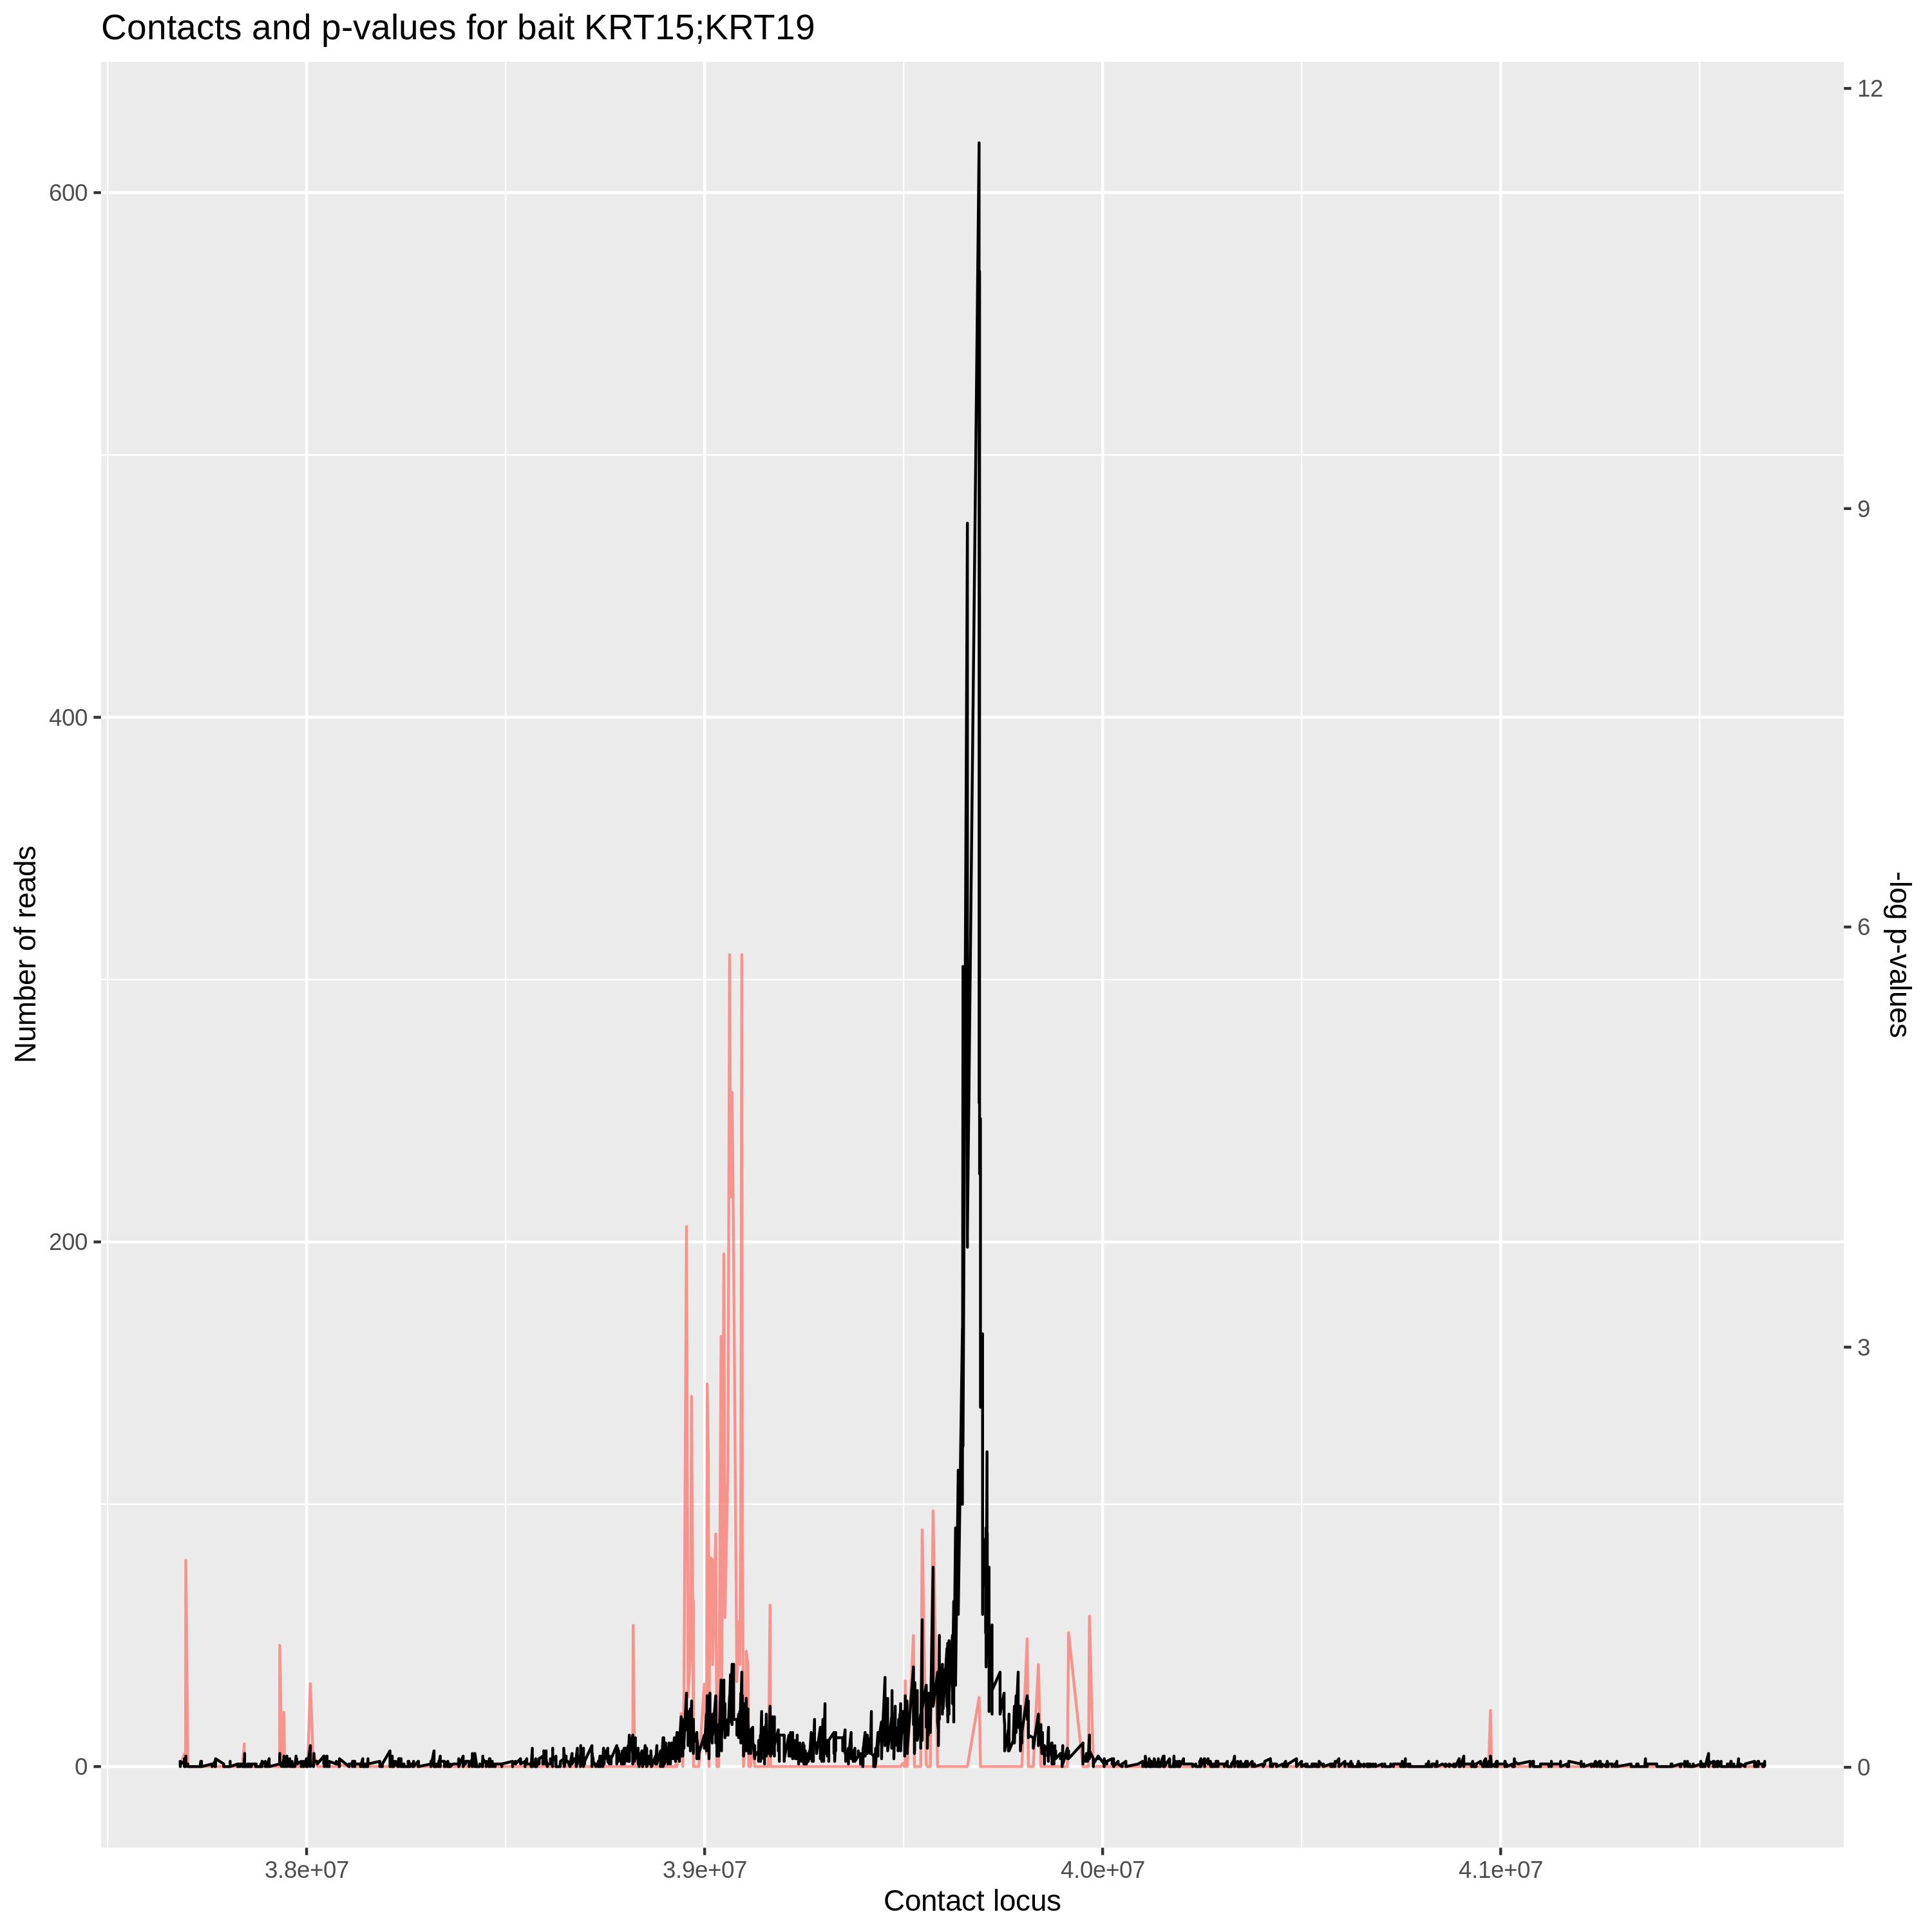 Contacts and p-values for bait KRT15;KRT19
12
600
9
400
6
Number of reads
-log p-values
200
3
0
0
3.8e+07
3.9e+07
4.0e+07
4.1e+07
Contact locus